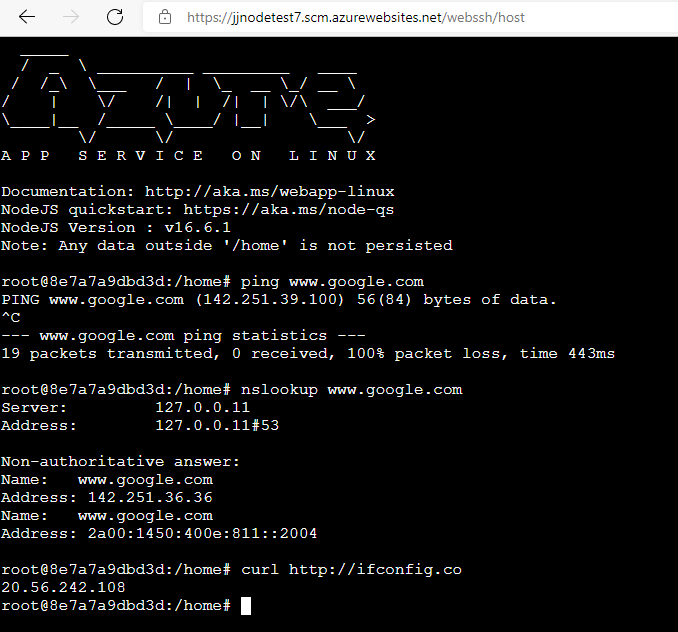 https://jjnodetest7.scm.azurewebsites.net/webssh/host
Azure
A P P   S E R V I C E   O N   L I N U X
Documentation: http://aka.ms/webapp-linux
NodeJS quickstart: https://aka.ms/node-qs
NodeJS Version : v16.6.1
Note: Any data outside '/home' is not persisted
root@8e7a7a9dbd3d:/home# ping www.google.com
PING www.google.com (142.251.39.100) 56(84) bytes of data.
^C
--- www.google.com ping statistics ---
19 packets transmitted, 0 received, 100% packet loss, time 443ms
root@8e7a7a9dbd3d:/home# nslookup www.google.com
Server:         127.0.0.11
Address:        127.0.0.11#53
Non-authoritative answer:
Name:   www.google.com
Address: 142.251.36.36
Name:   www.google.com
Address: 2a00:1450:400e:811::2004
root@8e7a7a9dbd3d:/home# curl http://ifconfig.co
20.56.242.108
root@8e7a7a9dbd3d:/home#